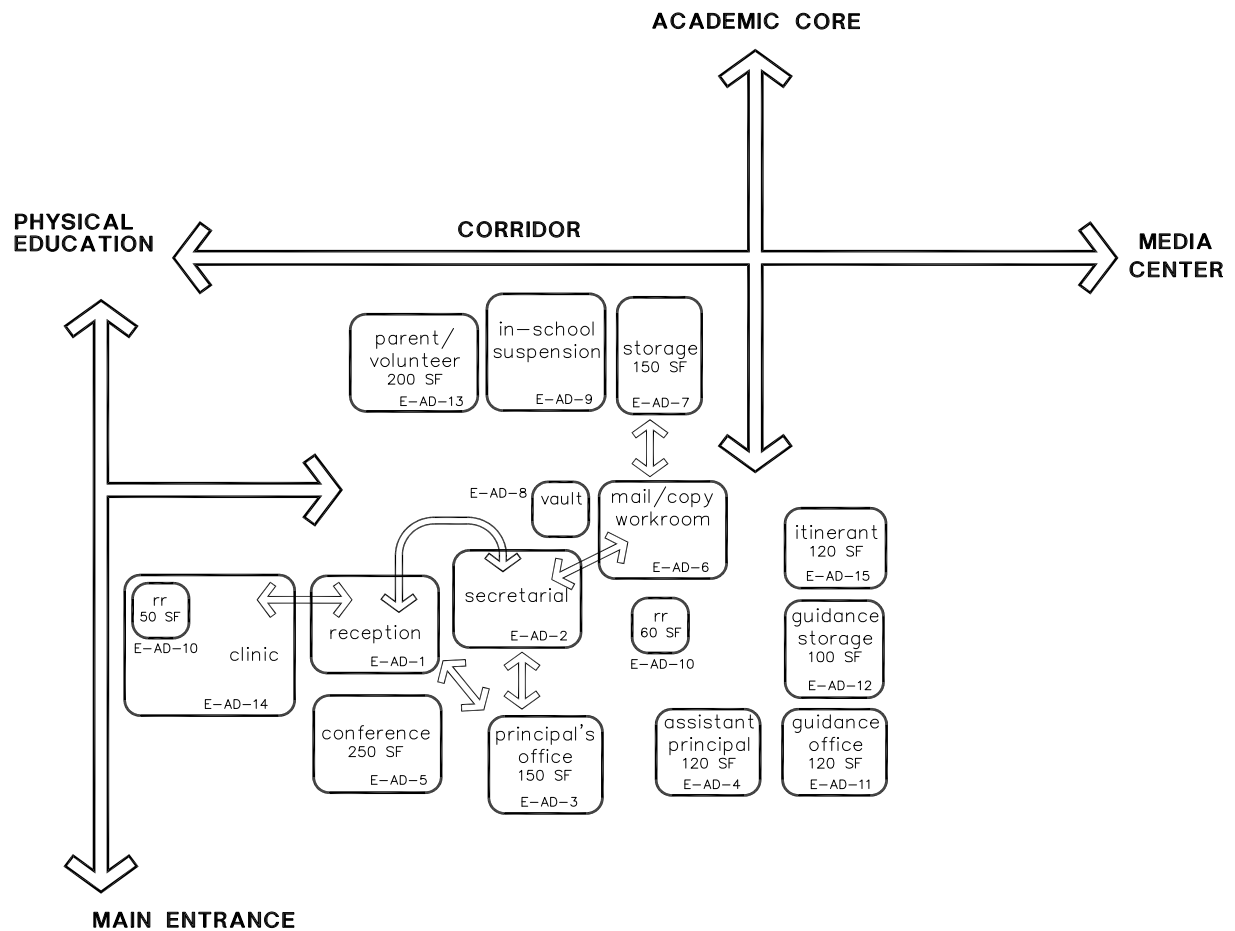 ACADEMIC CORE
PHYSICAL
EDUCATION
CORRIDOR
MEDIA
CENTER
parent/
volunteer
200 SF
E-AD-13
in-school
suspension
E-AD-9
storage
150 SF
E-AD-7
E-AD-8
vault
mail/copy
workroom
E-AD-6
itinerant
120 SF
E-AD-15
rr
50 SF
E-AD-10
clinic
E-AD-14
reception
E-AD-1
secretarial
E-AD-2
rr
60 SF
E-AD-10
guidance
storage
100 SF
E-AD-12
conference
250 SF
E-AD-5
principal's
office
150 SF
E-AD-3
assistant
principal
120 SF
E-AD-4
guidance
office
120 SF
E-AD-11
MAIN ENTRANCE